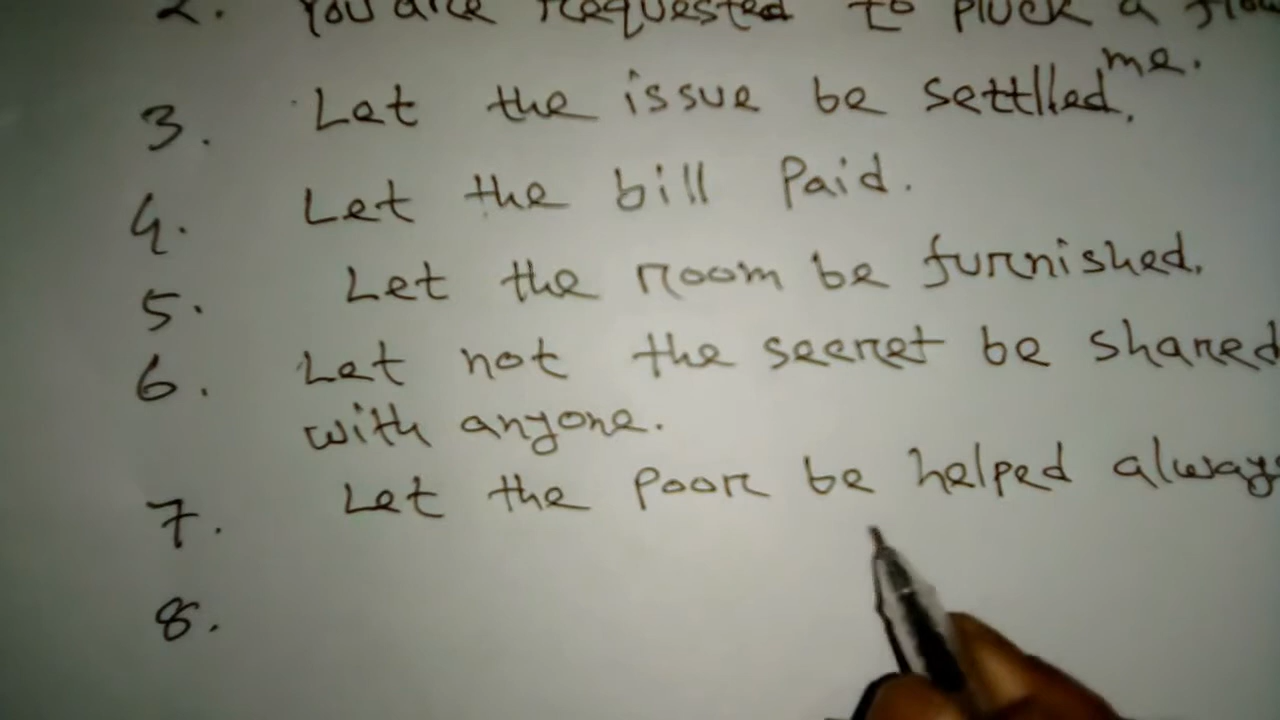 2. You are requested to pluck a
me.
3. Let the issue be settlled.
4. Let the bill Paid.
5. Let the room be furnished.
6. Let not the secret be shared
with anyone.
7. Let the poor be helped always
8.